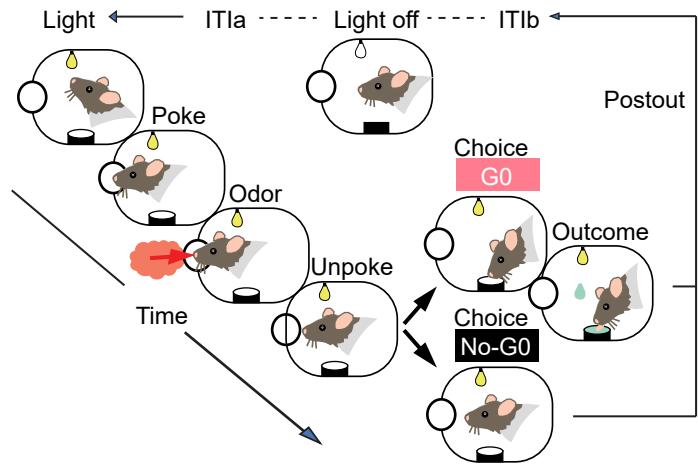 Light
ITIa
Light off
ITIb
Postout
Poke
Choice
G0
Odor
Outcome
Unpoke
Time
Choice
No-G0